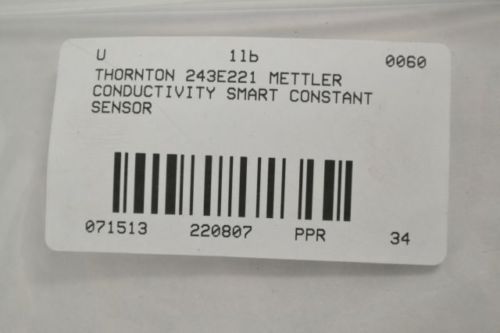 U 1lb 0060
THORNTON 243E221 METTLER
CONDUCTIVITY SMART CONSTANT
SENSOR
071513 220807 PPR 34